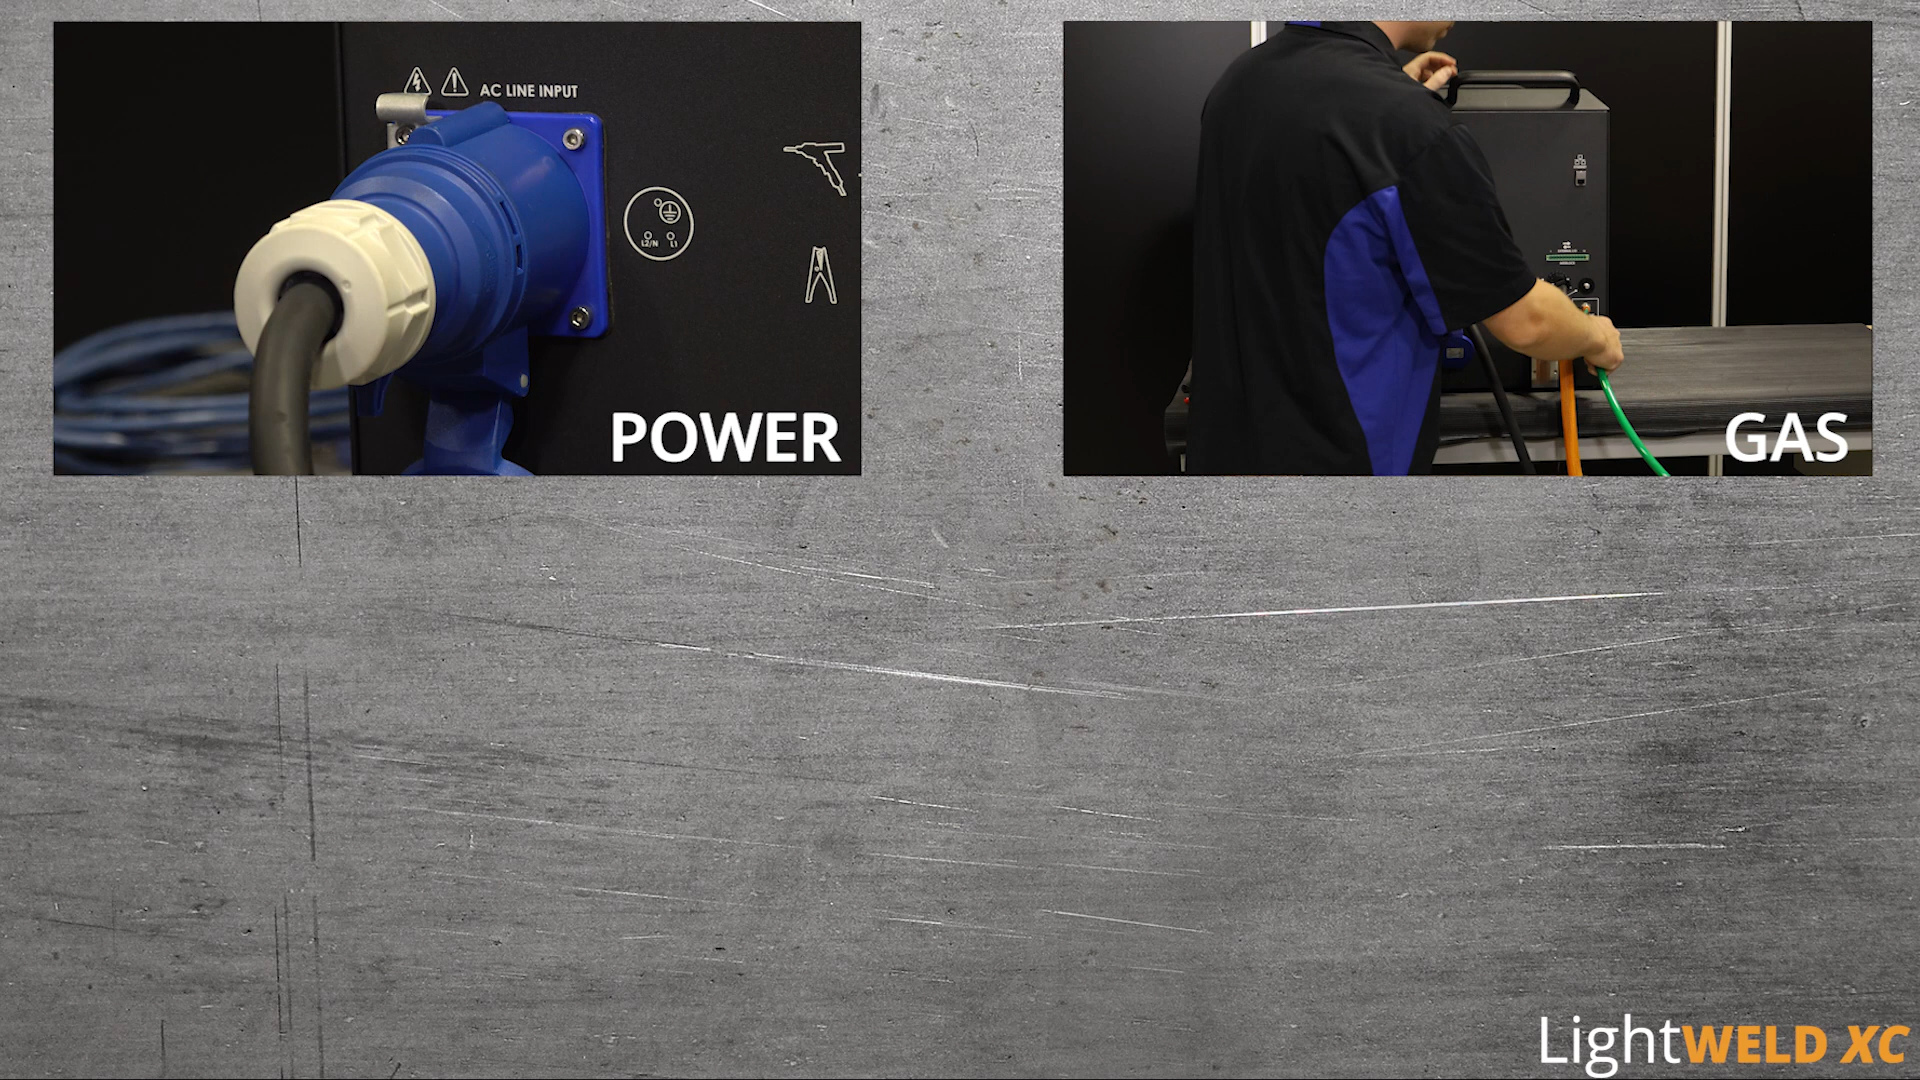 AC LINE INPUT
L2/N L1
POWER
GAS
LightWELD XC